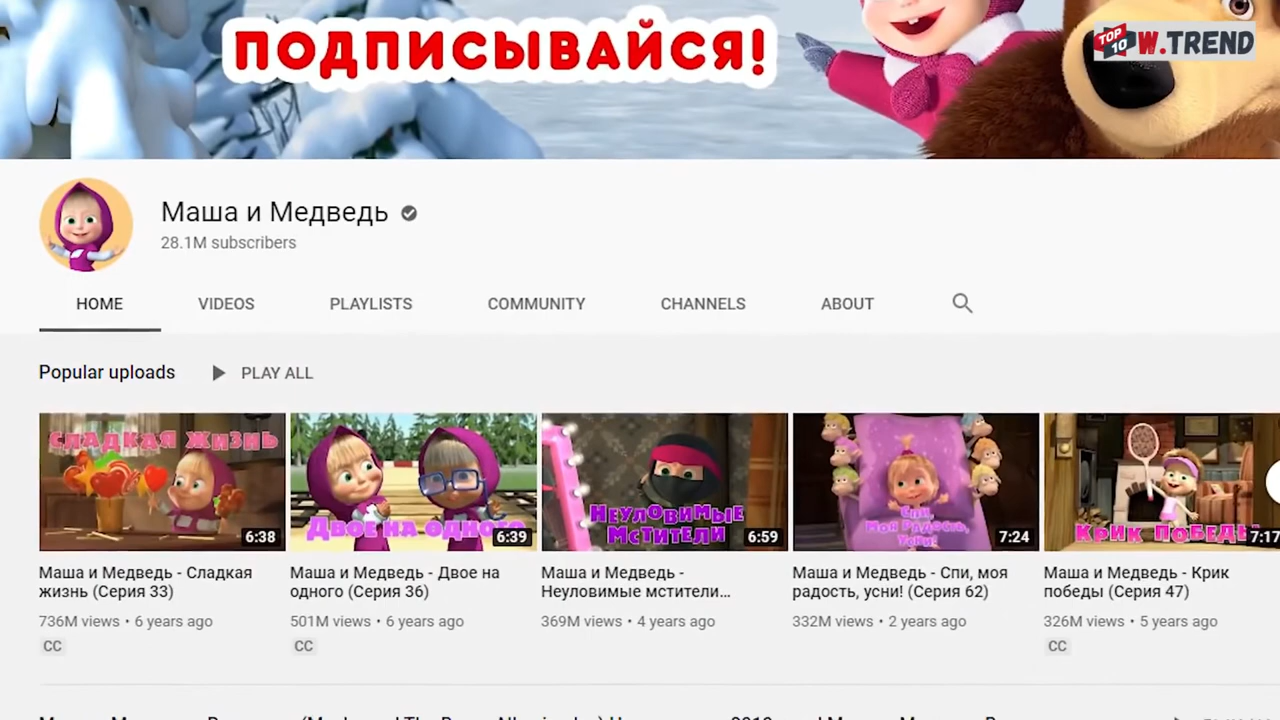 ПОДПИСЫВАЙСЯ!
TOP 10 W.TREND
Маша и Медведь
28.1M subscribers
HOME VIDEOS PLAYLISTS COMMUNITY CHANNELS ABOUT
Popular uploads PLAY ALL
СЛАДКАЯ ЖИЗНЬ
6:38
Двое на одного
6:39
Неуловимые
Мстители
6:59
Спи,
Моя Радость,
Усни!
7:24
Крик Победы
7:17
Маша и Медведь - Сладкая
жизнь (Серия 33)
736M views • 6 years ago
CC
Маша и Медведь - Двое на
одного (Серия 36)
501M views • 6 years ago
CC
Маша и Медведь -
Неуловимые мстители...
369M views • 4 years ago
Маша и Медведь - Спи, моя
радость, усни! (Серия 62)
332M views • 2 years ago
Маша и Медведь - Крик
победы (Серия 47)
326M views • 5 years ago
CC